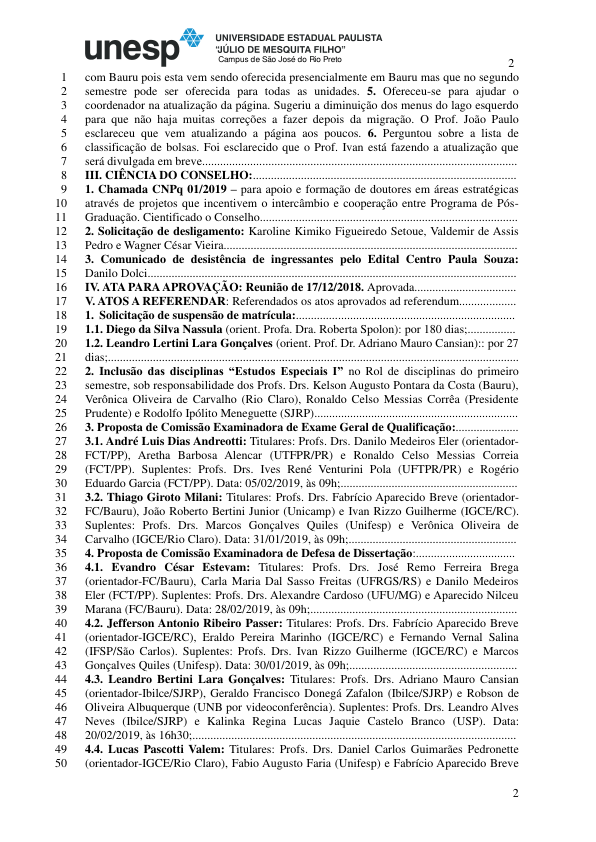 unesp
UNIVERSIDADE ESTADUAL PAULISTA
"JÚLIO DE MESQUITA FILHO"
Campus de São José do Rio Preto
2
1 com Bauru pois esta vem sendo oferecida presencialmente em Bauru mas que no segundo
2 semestre pode ser oferecida para todas as unidades. 5. Ofereceu-se para ajudar o
3 coordenador na atualização da página. Sugeriu a diminuição dos menus do lago esquerdo
4 para que não haja muitas correções a fazer depois da migração. O Prof. João Paulo
5 esclareceu que vem atualizando a página aos poucos. 6. Perguntou sobre a lista de
6 classificação de bolsas. Foi esclarecido que o Prof. Ivan está fazendo a atualização que
7 será divulgada em breve.........................................................................................................
8 III. CIÊNCIA DO CONSELHO:........................................................................................
9 1. Chamada CNPq 01/2019 – para apoio e formação de doutores em áreas estratégicas
10 através de projetos que incentivem o intercâmbio e cooperação entre Programa de Pós-
11 Graduação. Cientificado o Conselho......................................................................................
12 2. Solicitação de desligamento: Karoline Kimiko Figueiredo Setoue, Valdemir de Assis
13 Pedro e Wagner César Vieira..................................................................................................
14 3. Comunicado de desistência de ingressantes pelo Edital Centro Paula Souza:
15 Danilo Dolci...........................................................................................................................
16 IV. ATA PARA APROVAÇÃO: Reunião de 17/12/2018. Aprovada..................................
17 V. ATOS A REFERENDAR: Referendados os atos aprovados ad referendum...................
18 1. Solicitação de suspensão de matrícula:.........................................................................
19 1.1. Diego da Silva Nassula (orient. Profa. Dra. Roberta Spolon): por 180 dias;................
20 1.2. Leandro Lertini Lara Gonçalves (orient. Prof. Dr. Adriano Mauro Cansian):: por 27
21 dias;.........................................................................................................................................
22 2. Inclusão das disciplinas “Estudos Especiais I” no Rol de disciplinas do primeiro
23 semestre, sob responsabilidade dos Profs. Drs. Kelson Augusto Pontara da Costa (Bauru),
24 Verônica Oliveira de Carvalho (Rio Claro), Ronaldo Celso Messias Corrêa (Presidente
25 Prudente) e Rodolfo Ipólito Meneguette (SJRP)....................................................................
26 3. Proposta de Comissão Examinadora de Exame Geral de Qualificação:.....................
27 3.1. André Luis Dias Andreotti: Titulares: Profs. Drs. Danilo Medeiros Eler (orientador-
28 FCT/PP), Aretha Barbosa Alencar (UTFPR/PR) e Ronaldo Celso Messias Correia
29 (FCT/PP). Suplentes: Profs. Drs. Ives René Venturini Pola (UFTPR/PR) e Rogério
30 Eduardo Garcia (FCT/PP). Data: 05/02/2019, às 09h;...........................................................
31 3.2. Thiago Giroto Milani: Titulares: Profs. Drs. Fabrício Aparecido Breve (orientador-
32 FC/Bauru), João Roberto Bertini Junior (Unicamp) e Ivan Rizzo Guilherme (IGCE/RC).
33 Suplentes: Profs. Drs. Marcos Gonçalves Quiles (Unifesp) e Verônica Oliveira de
34 Carvalho (IGCE/Rio Claro). Data: 31/01/2019, às 09h;........................................................
35 4. Proposta de Comissão Examinadora de Defesa de Dissertação:.................................
36 4.1. Evandro César Estevam: Titulares: Profs. Drs. José Remo Ferreira Brega
37 (orientador-FC/Bauru), Carla Maria Dal Sasso Freitas (UFRGS/RS) e Danilo Medeiros
38 Eler (FCT/PP). Suplentes: Profs. Drs. Alexandre Cardoso (UFU/MG) e Aparecido Nilceu
39 Marana (FC/Bauru). Data: 28/02/2019, às 09h;.....................................................................
40 4.2. Jefferson Antonio Ribeiro Passer: Titulares: Profs. Drs. Fabrício Aparecido Breve
41 (orientador-IGCE/RC), Eraldo Pereira Marinho (IGCE/RC) e Fernando Vernal Salina
42 (IFSP/São Carlos). Suplentes: Profs. Drs. Ivan Rizzo Guilherme (IGCE/RC) e Marcos
43 Gonçalves Quiles (Unifesp). Data: 30/01/2019, às 09h;........................................................
44 4.3. Leandro Bertini Lara Gonçalves: Titulares: Profs. Drs. Adriano Mauro Cansian
45 (orientador-Ibilce/SJRP), Geraldo Francisco Donegá Zafalon (Ibilce/SJRP) e Robson de
46 Oliveira Albuquerque (UNB por videoconferência). Suplentes: Profs. Drs. Leandro Alves
47 Neves (Ibilce/SJRP) e Kalinka Regina Lucas Jaquie Castelo Branco (USP). Data:
48 20/02/2019, às 16h30;............................................................................................................
49 4.4. Lucas Pascotti Valem: Titulares: Profs. Drs. Daniel Carlos Guimarães Pedronette
50 (orientador-IGCE/Rio Claro), Fabio Augusto Faria (Unifesp) e Fabrício Aparecido Breve
2